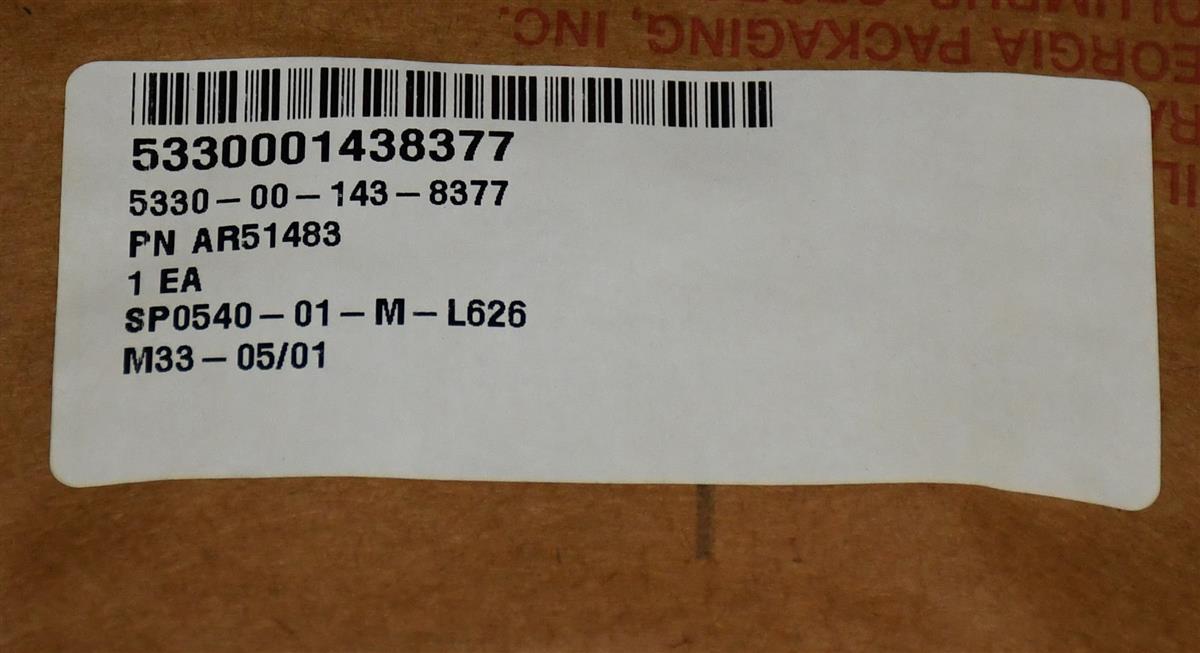 5330001438377
5330-00-143-8377
PN AR51483
1 EA
SP0540-01-M-L626
M33-05/01
GEORGIA PACKAGING, INC.